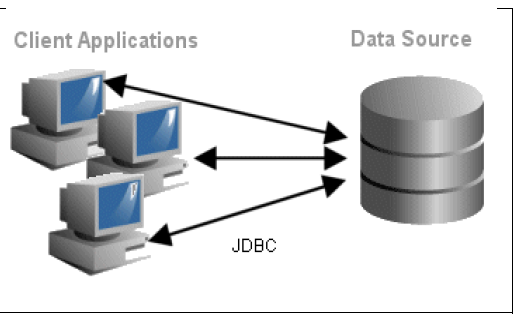 Client Applications
Data Source
JDBC